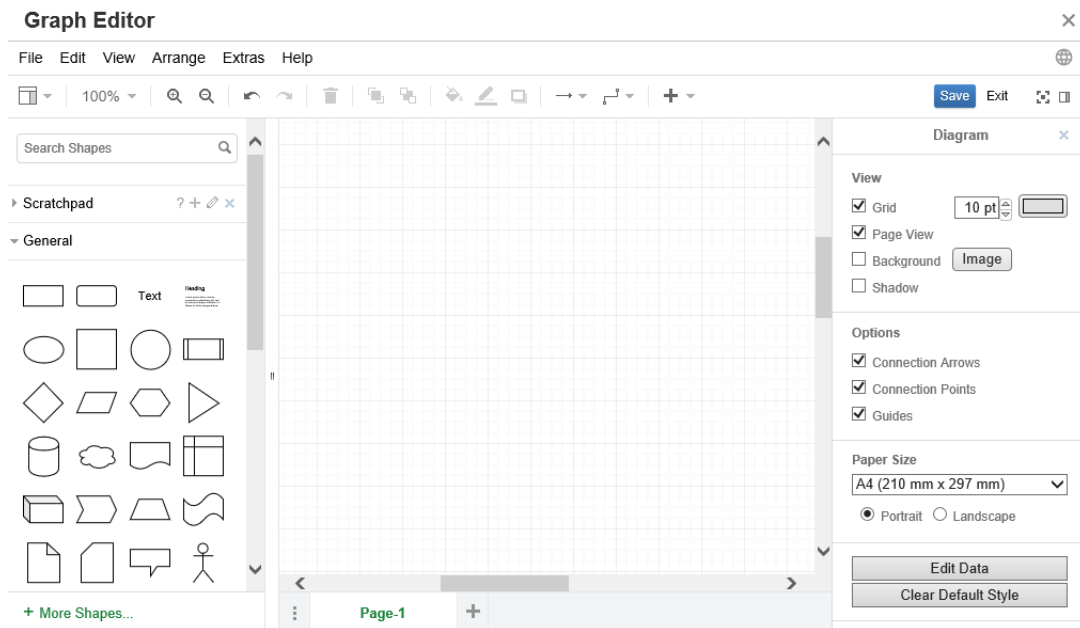 Graph Editor
File Edit View Arrange Extras Help
100%
Save Exit
Search Shapes
Scratchpad
?
General
Text
Heading
+ More Shapes...
Page-1
Diagram
View
Grid 10 pt
Page View
Background Image
Shadow
Options
Connection Arrows
Connection Points
Guides
Paper Size
A4 (210 mm x 297 mm)
Portrait Landscape
Edit Data
Clear Default Style